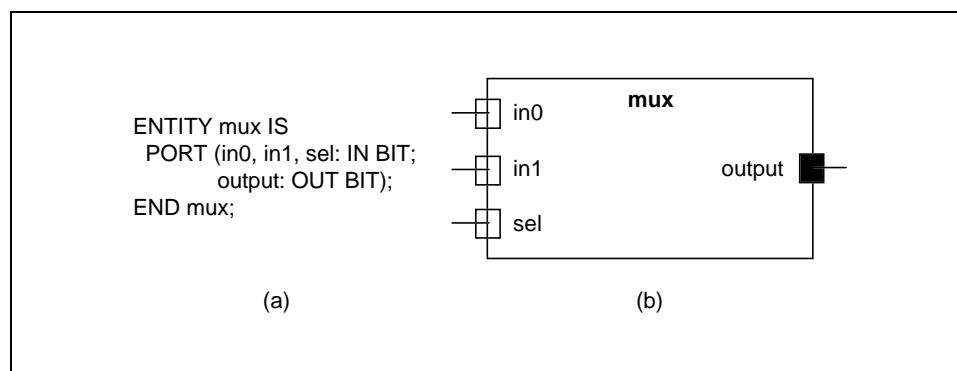 ENTITY mux IS
PORT (in0, in1, sel: IN BIT;
output: OUT BIT);
END mux;
(a)
mux
in0
in1
sel
output
(b)